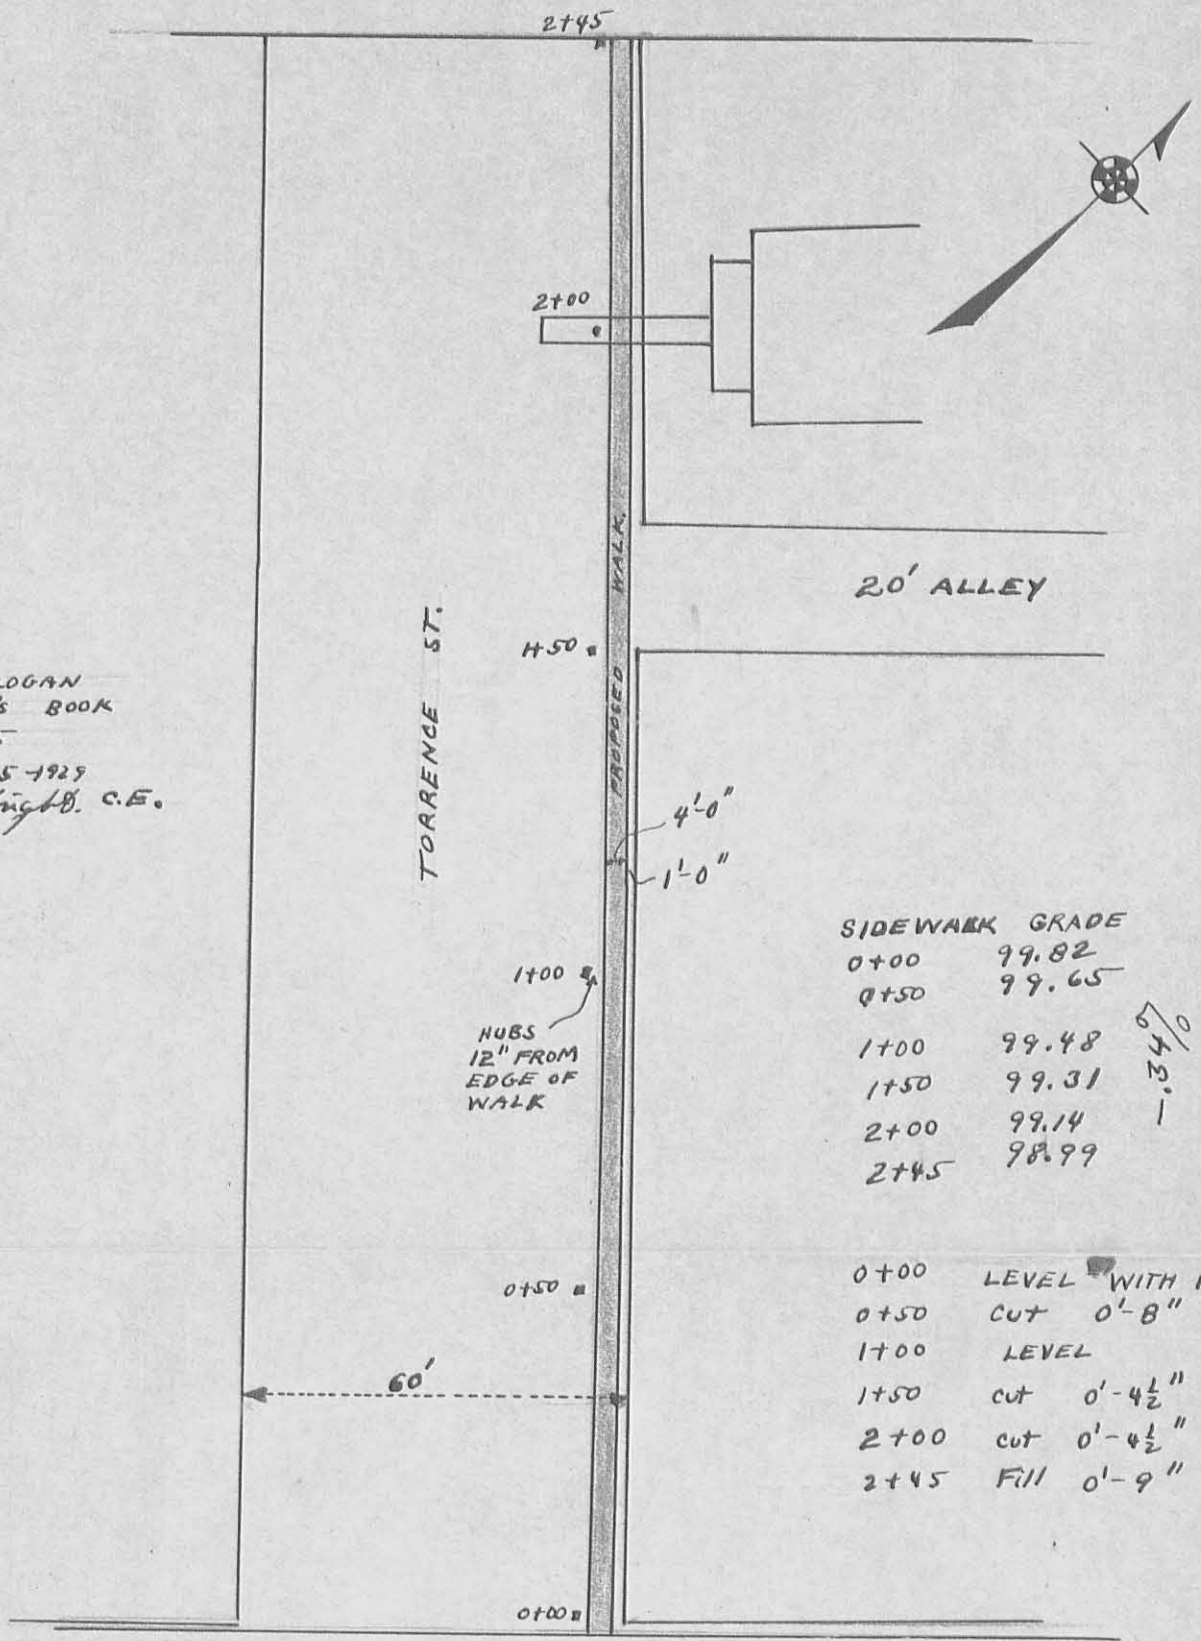 2+45
2+00
PROPOSED WALK.
20' ALLEY
1+50
TORRENCE ST.
LOGAN
'S BOOK
5-1929
C.E.
4'-0"
1'-0"
1+00
HUBS
12" FROM
EDGE OF
WALK
SIDEWALK GRADE
0+00 99.82
0+50 99.65
1+00 99.48
1+50 99.31
2+00 99.14
2+45 98.99
-.34%
0+50
60'
0+00 LEVEL WITH
0+50 Cut 0'-8"
1+00 LEVEL
1+50 cut 0'-4½"
2+00 cut 0'-4½"
2+45 Fill 0'-9"
0+00